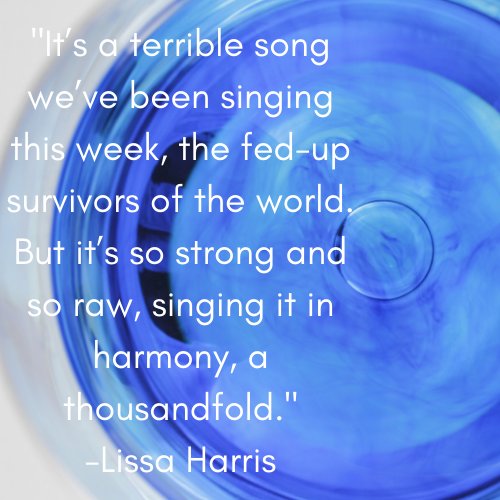 "It’s a terrible song
we’ve been singing
this week, the fed-up
survivors of the world.
But it’s so strong and
so raw, singing it in
harmony, a
thousandfold."
-Lissa Harris